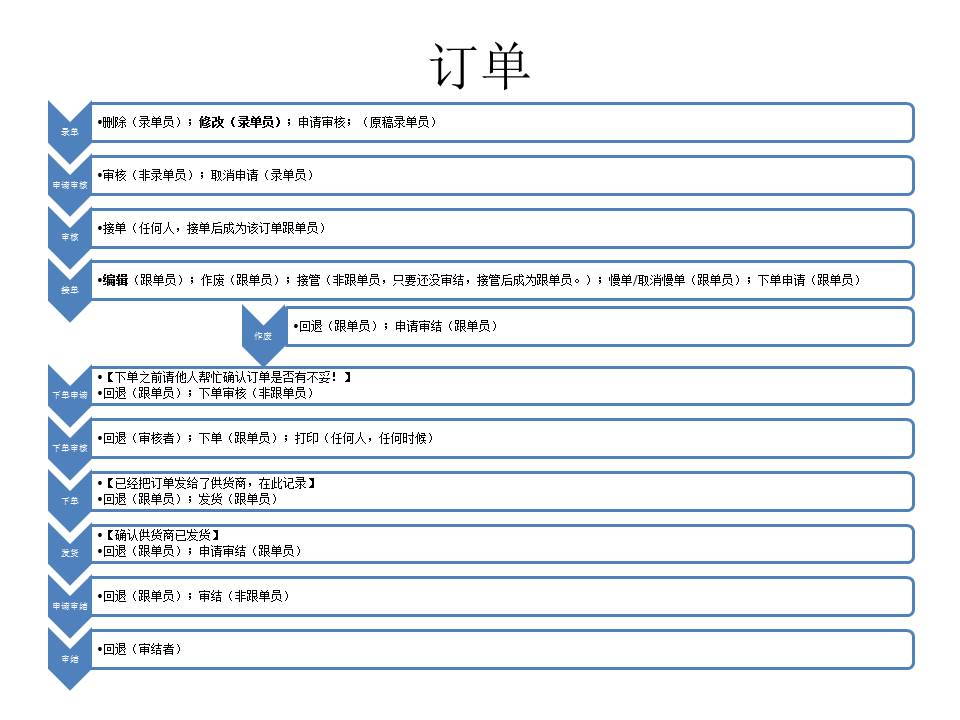 订单
录单
•删除（录单员）；修改（录单员）；申请审核；（原稿录单员）
申请审核
•审核（非录单员）；取消申请（录单员）
审核
•接单（任何人，接单后成为该订单跟单员）
接单
•编辑（跟单员）；作废（跟单员）；接管（非跟单员，只要还没审结，接管后成为跟单员。）；慢单/取消慢单（跟单员）；下单申请（跟单员）
作废
•回退（跟单员）；申请审结（跟单员）
下单申请
•【下单之前请他人帮忙确认订单是否有不妥！】
•回退（跟单员）；下单审核（非跟单员）
下单审核
•回退（审核者）；下单（跟单员）；打印（任何人，任何时候）
下单
•【已经把订单发给了供货商，在此记录】
•回退（跟单员）；发货（跟单员）
发货
•【确认供货商已发货】
•回退（跟单员）；申请审结（跟单员）
申请审结
•回退（跟单员）；审结（非跟单员）
审结
•回退（审结者）